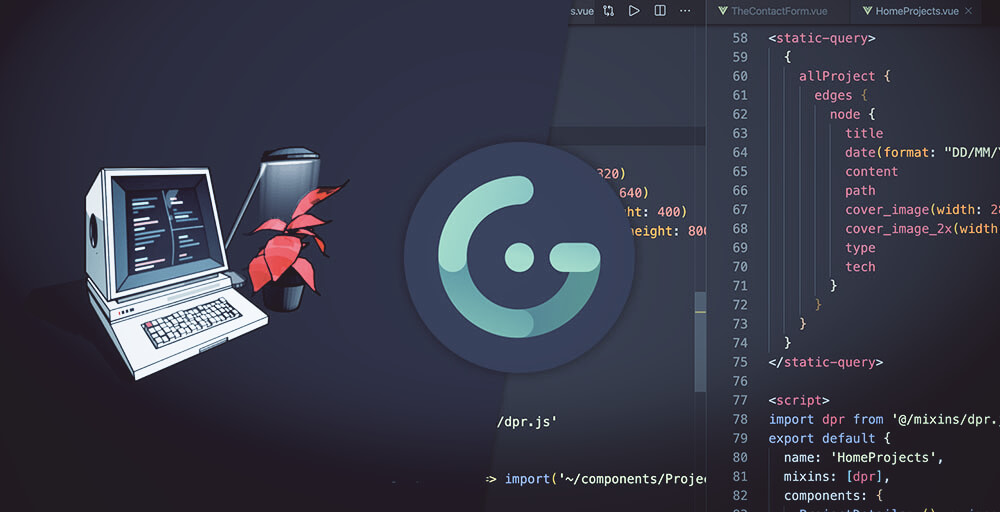 s.vue
TheContactForm.vue
HomeProjects.vue
320)
640)
ht: 400)
height: 800
/dpr.js'
=> import('~/components/Projec
58 <static-query>
59 {
60 allProject {
61 edges {
62 node {
63 title
64 date(format: "DD/MM/
65 content
66 path
67 cover_image(width: 2
68 cover_image_2x(width
69 type
70 tech
71 }
72 }
73 }
74 }
75 </static-query>
76
77 <script>
78 import dpr from '@/mixins/dpr.
79 export default {
80 name: 'HomeProjects',
81 mixins: [dpr],
82 components: {